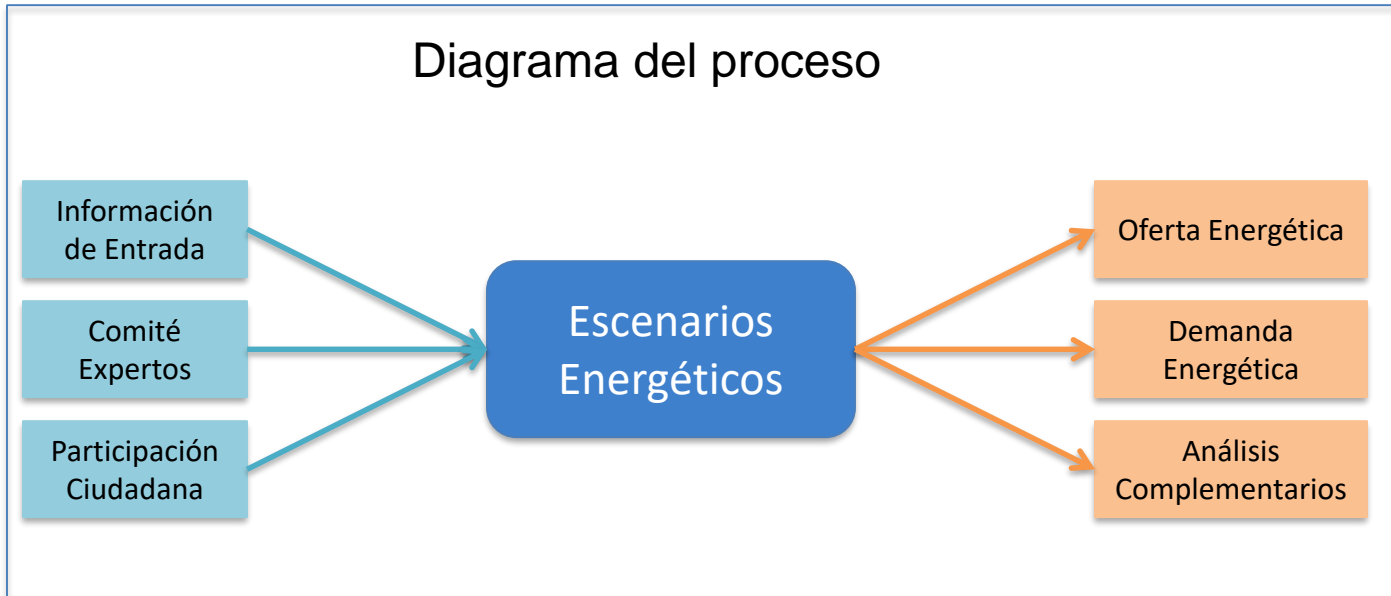 Diagrama del proceso
Información
de Entrada
Comité
Expertos
Participación
Ciudadana
Escenarios
Energéticos
Oferta Energética
Demanda
Energética
Análisis
Complementarios